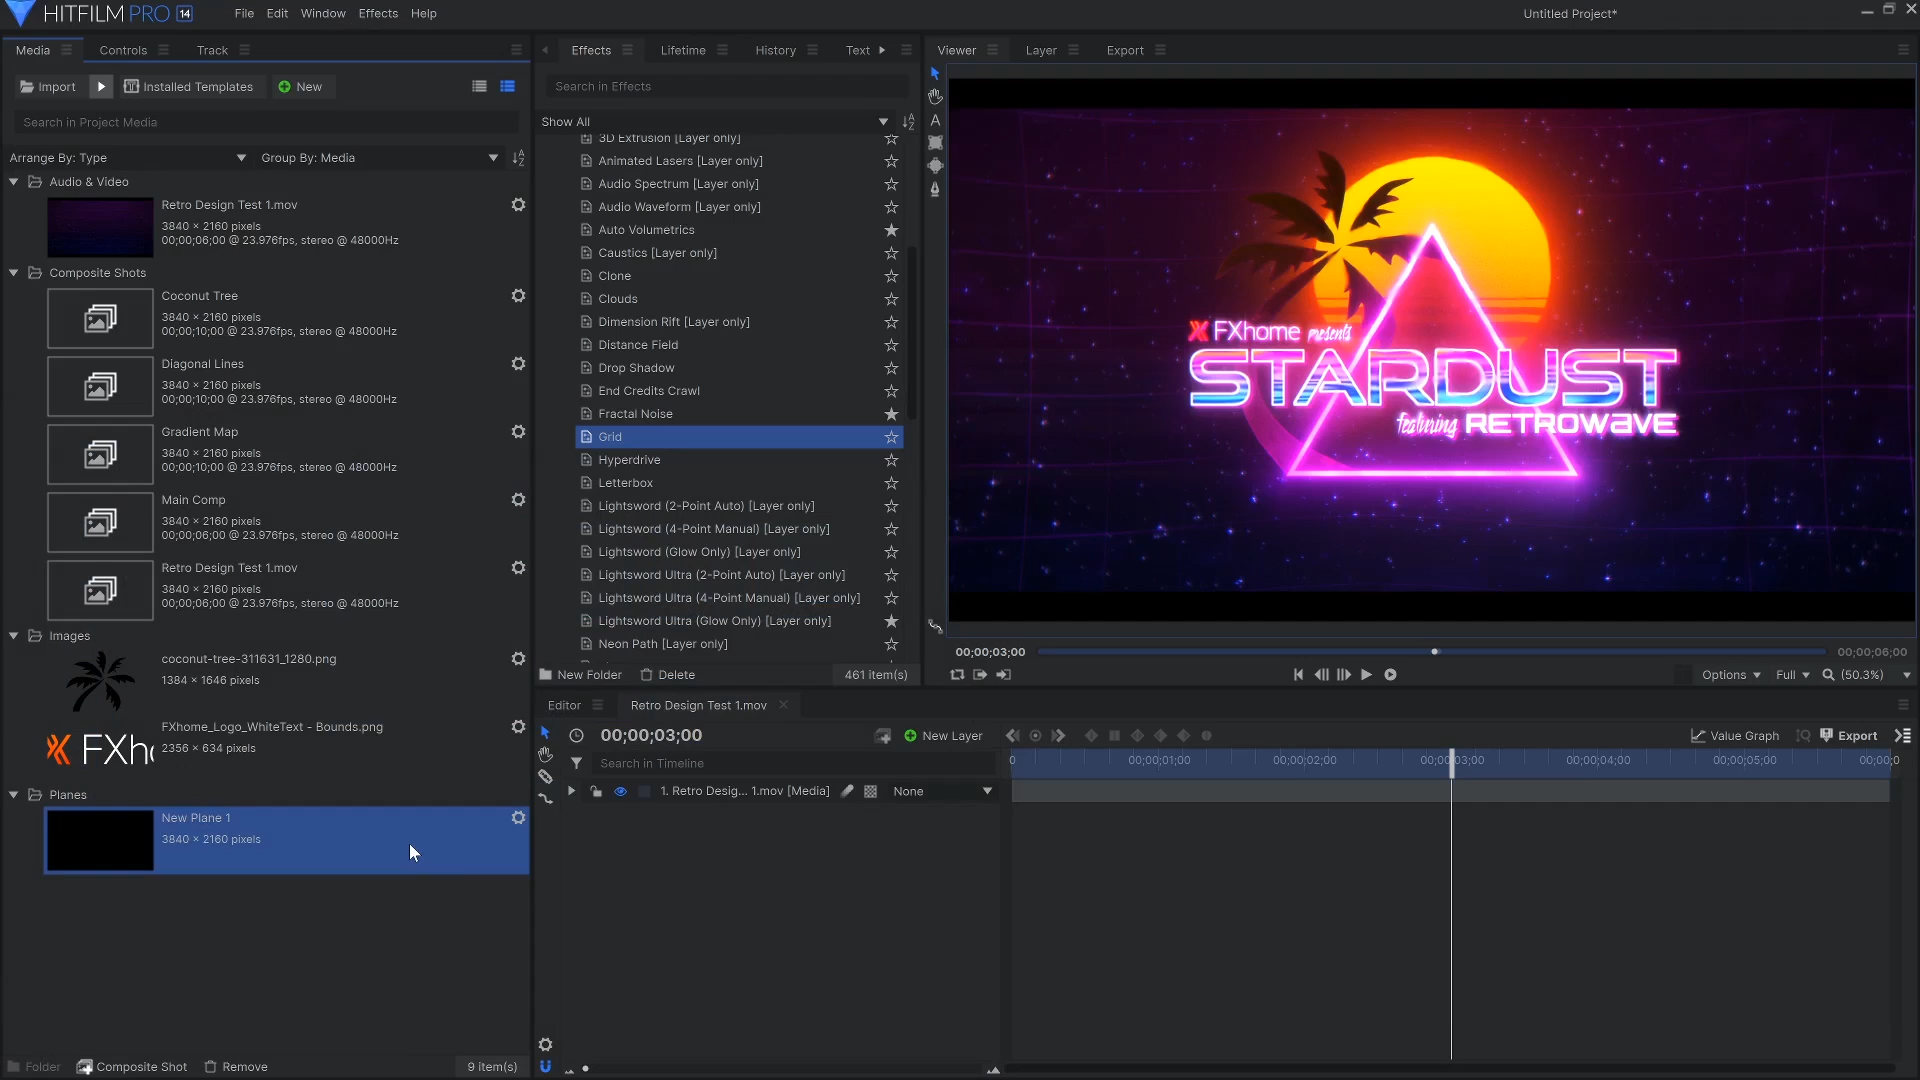 HITFILM PRO 14
File Edit Window Effects Help
Untitled Project*
Media Controls Track
Import Installed Templates New
Search in Project Media
Arrange By: Type Group By: Media
Audio & Video
Retro Design Test 1.mov
3840 × 2160 pixels
00;00;06;00 @ 23.976fps, stereo @ 48000Hz
Composite Shots
Coconut Tree
3840 × 2160 pixels
00;00;10;00 @ 23.976fps, stereo @ 48000Hz
Diagonal Lines
3840 × 2160 pixels
00;00;10;00 @ 23.976fps, stereo @ 48000Hz
Gradient Map
3840 × 2160 pixels
00;00;10;00 @ 23.976fps, stereo @ 48000Hz
Main Comp
3840 × 2160 pixels
00;00;06;00 @ 23.976fps, stereo @ 48000Hz
Retro Design Test 1.mov
3840 × 2160 pixels
00;00;06;00 @ 23.976fps, stereo @ 48000Hz
Images
coconut-tree-311631_1280.png
1384 × 1646 pixels
FXhome_Logo_WhiteText - Bounds.png
2356 × 634 pixels
FXho
Planes
New Plane 1
3840 × 2160 pixels
Folder Composite Shot Remove 9 item(s)
Effects Lifetime History Text
Search in Effects
Show All
3D Extrusion [Layer only]
Animated Lasers [Layer only]
Audio Spectrum [Layer only]
Audio Waveform [Layer only]
Auto Volumetrics
Caustics [Layer only]
Clone
Clouds
Dimension Rift [Layer only]
Distance Field
Drop Shadow
End Credits Crawl
Fractal Noise
Grid
Hyperdrive
Letterbox
Lightsword (2-Point Auto) [Layer only]
Lightsword (4-Point Manual) [Layer only]
Lightsword (Glow Only) [Layer only]
Lightsword Ultra (2-Point Auto) [Layer only]
Lightsword Ultra (4-Point Manual) [Layer only]
Lightsword Ultra (Glow Only) [Layer only]
Neon Path [Layer only]
New Folder Delete 461 item(s)
Viewer Layer Export
FXhome presents
STARDUST
featuring RETROWAVE
00;00;03;00 00;00;06;00
Options Full (50.3%)
Editor Retro Design Test 1.mov
00;00;03;00 New Layer Value Graph Export
Search in Timeline
0 00;00;01;00 00;00;02;00 00;00;03;00 00;00;04;00 00;00;05;00 00;00;0
1. Retro Desig... 1.mov [Media] None